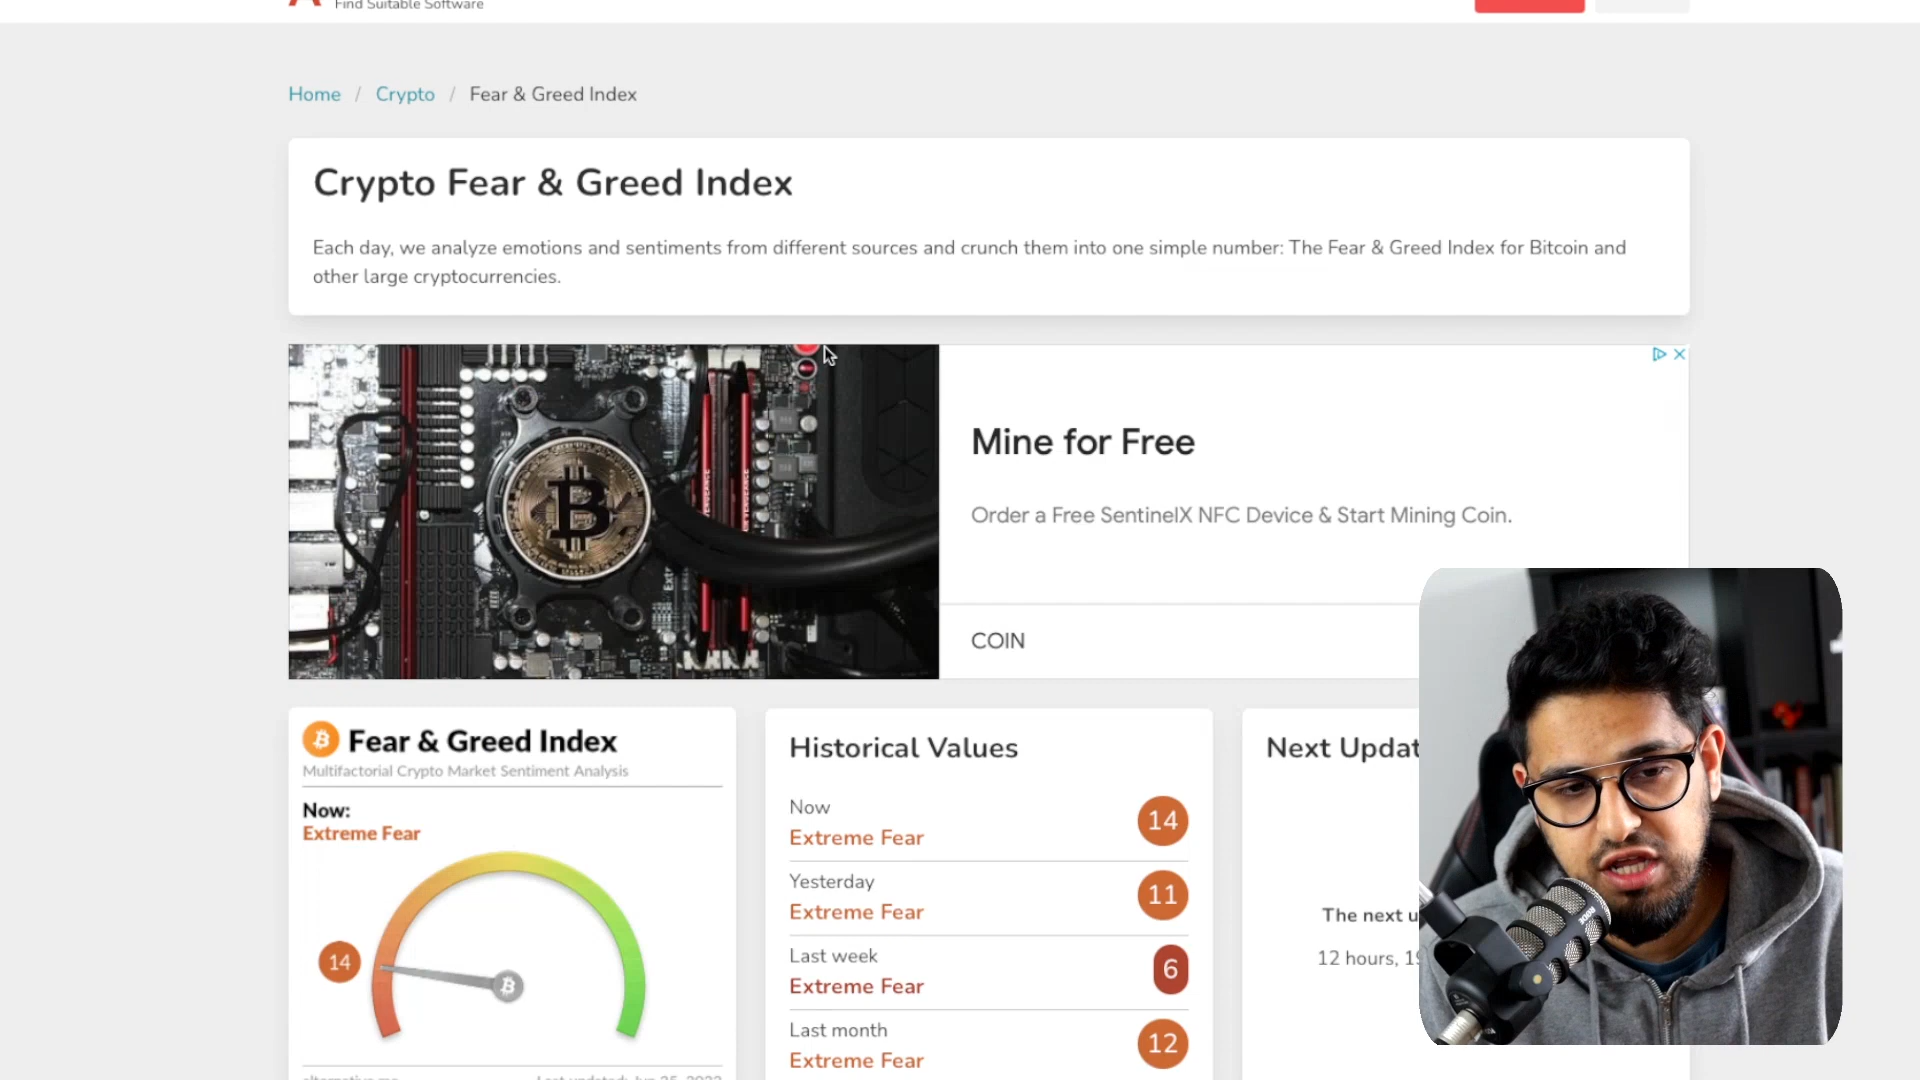 Find Suitable Software
Home / Crypto / Fear & Greed Index
Crypto Fear & Greed Index
Each day, we analyze emotions and sentiments from different sources and crunch them into one simple number: The Fear & Greed Index for Bitcoin and
other large cryptocurrencies.
Mine for Free
Order a Free SentinelX NFC Device & Start Mining Coin.
COIN
Fear & Greed Index
Multifactorial Crypto Market Sentiment Analysis
Now:
Extreme Fear
14
Historical Values
Now
Extreme Fear
14
Yesterday
Extreme Fear
11
Last week
Extreme Fear
6
Last month
Extreme Fear
12
Next Updat
The next u
12 hours, 19
RODE